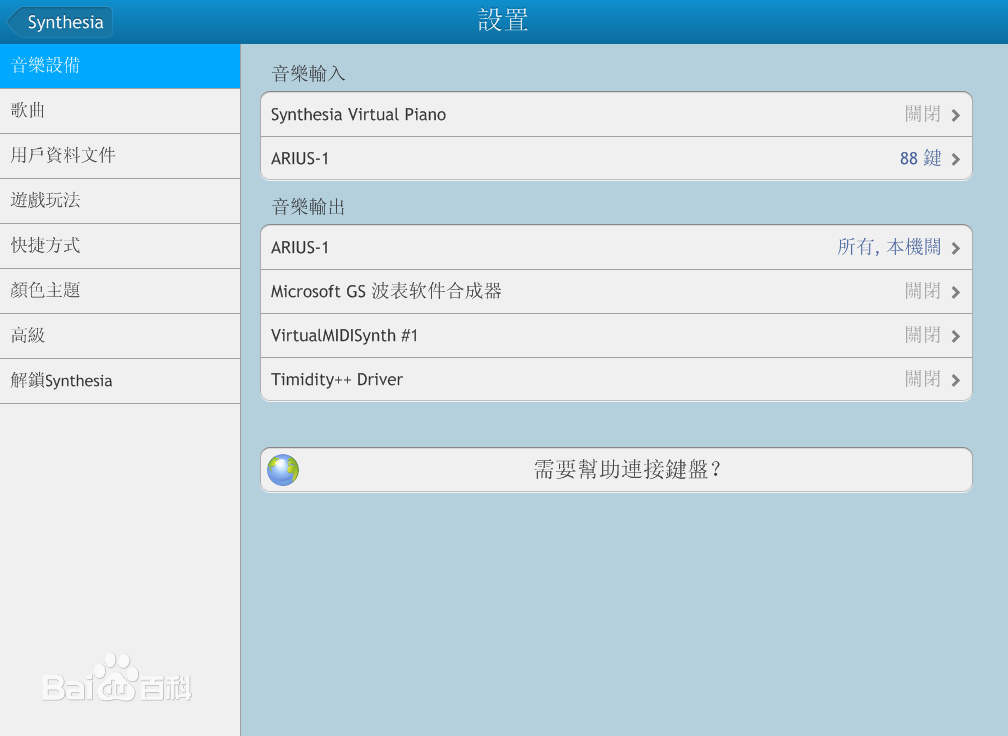 Synthesia
設置
音樂設備
歌曲
用戶資料文件
遊戲玩法
快捷方式
顏色主題
高級
解鎖Synthesia
音樂輸入
Synthesia Virtual Piano 關閉
ARIUS-1 88 鍵
音樂輸出
ARIUS-1 所有, 本機關
Microsoft GS 波表软件合成器 關閉
VirtualMIDISynth #1 關閉
Timidity++ Driver 關閉
需要幫助連接鍵盤?
Baidu百科